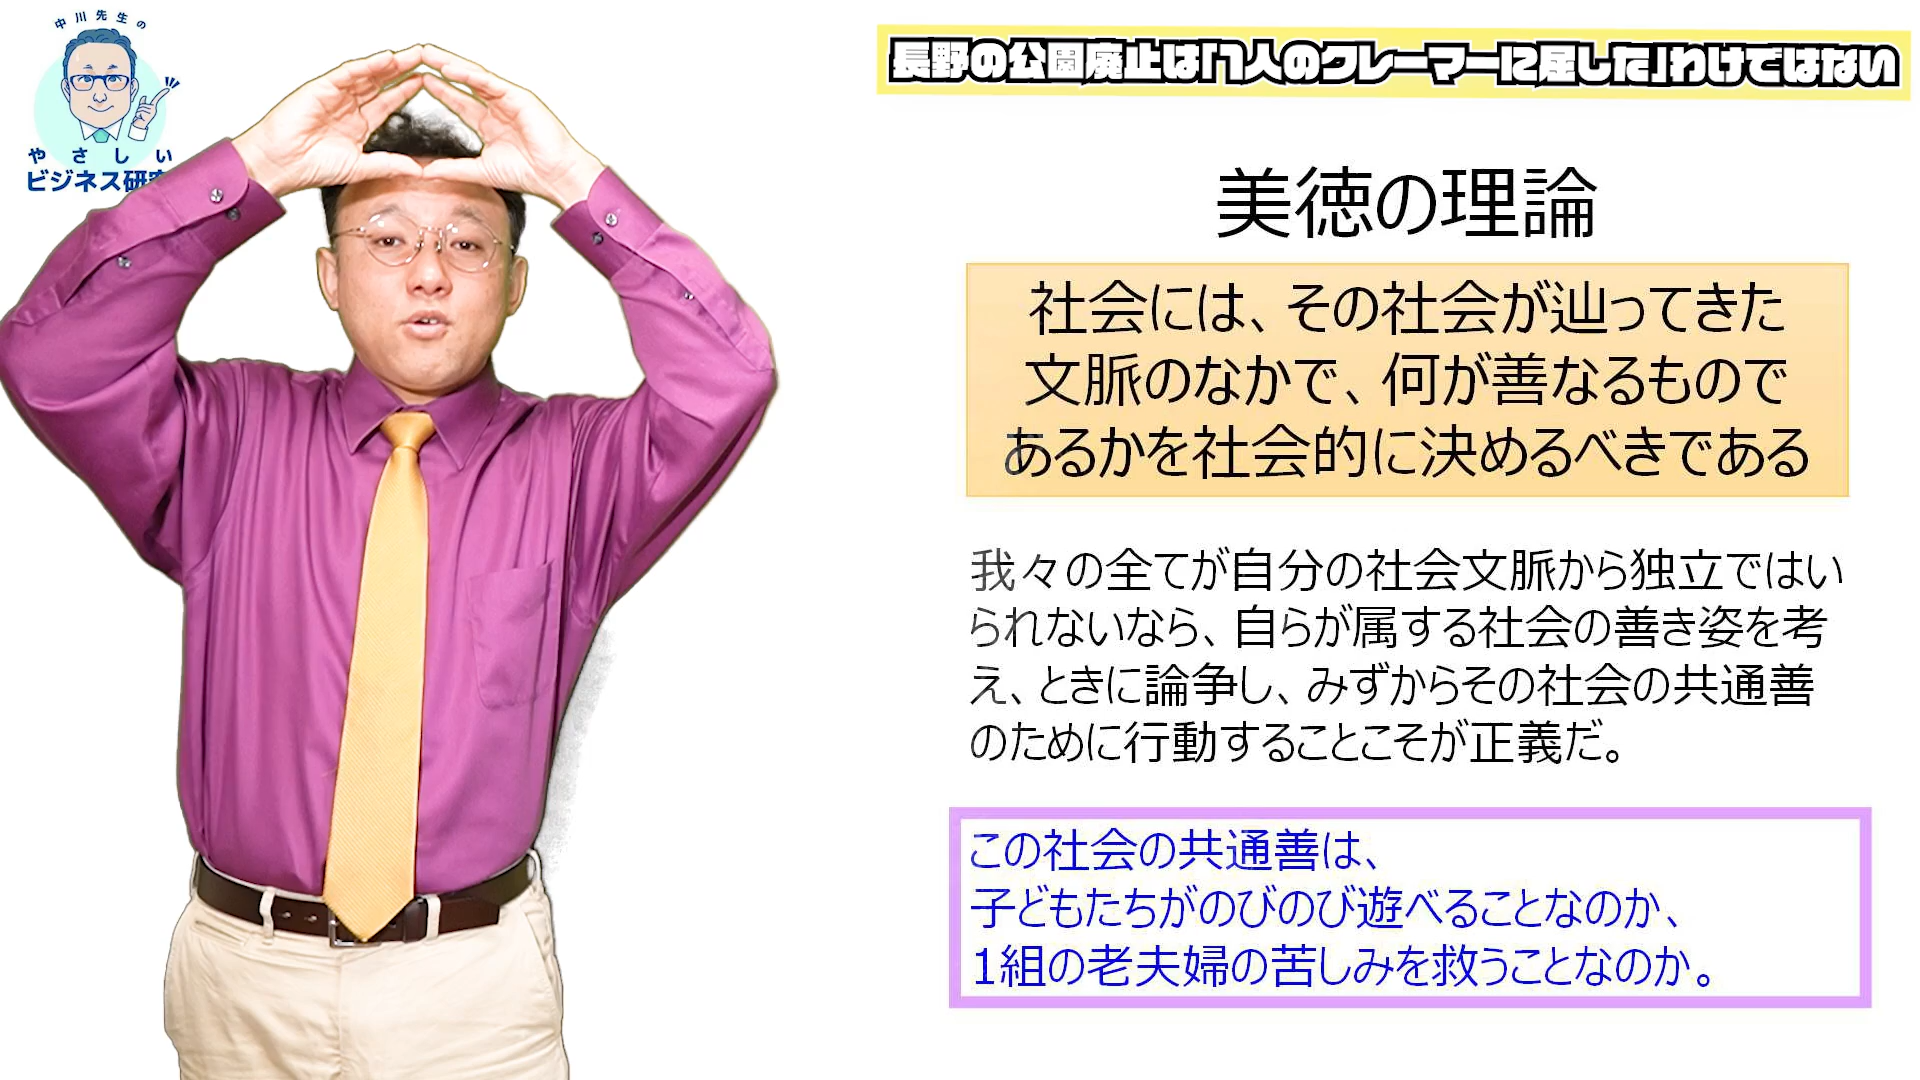 中川先生の
やさしい
ビジネス研究
長野の公園廃止は「1人のクレーマーに屈した」わけではない
美徳の理論
社会には、その社会が辿ってきた
文脈のなかで、何が善なるもので
あるかを社会的に決めるべきである
我々の全てが自分の社会文脈から独立ではい
られないなら、自らが属する社会の善き姿を考
え、ときに論争し、みずからその社会の共通善
のために行動することこそが正義だ。
この社会の共通善は、
子どもたちがのびのび遊べることなのか、
1組の老夫婦の苦しみを救うことなのか。